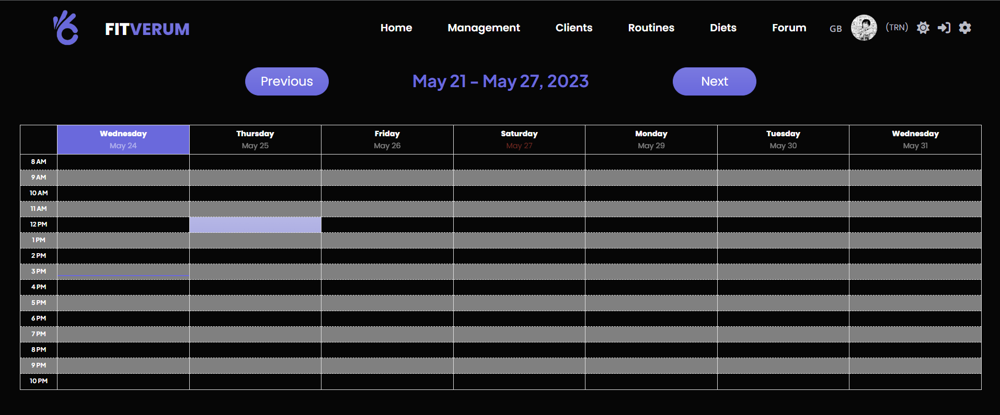 FITVERUM
Home Management Clients Routines Diets Forum GB (TRN)
Previous May 21 – May 27, 2023 Next
Wednesday Thursday Friday Saturday Monday Tuesday Wednesday
May 24 May 25 May 26 May 27 May 29 May 30 May 31
8 AM
9 AM
10 AM
11 AM
12 PM
1 PM
2 PM
3 PM
4 PM
5 PM
6 PM
7 PM
8 PM
9 PM
10 PM